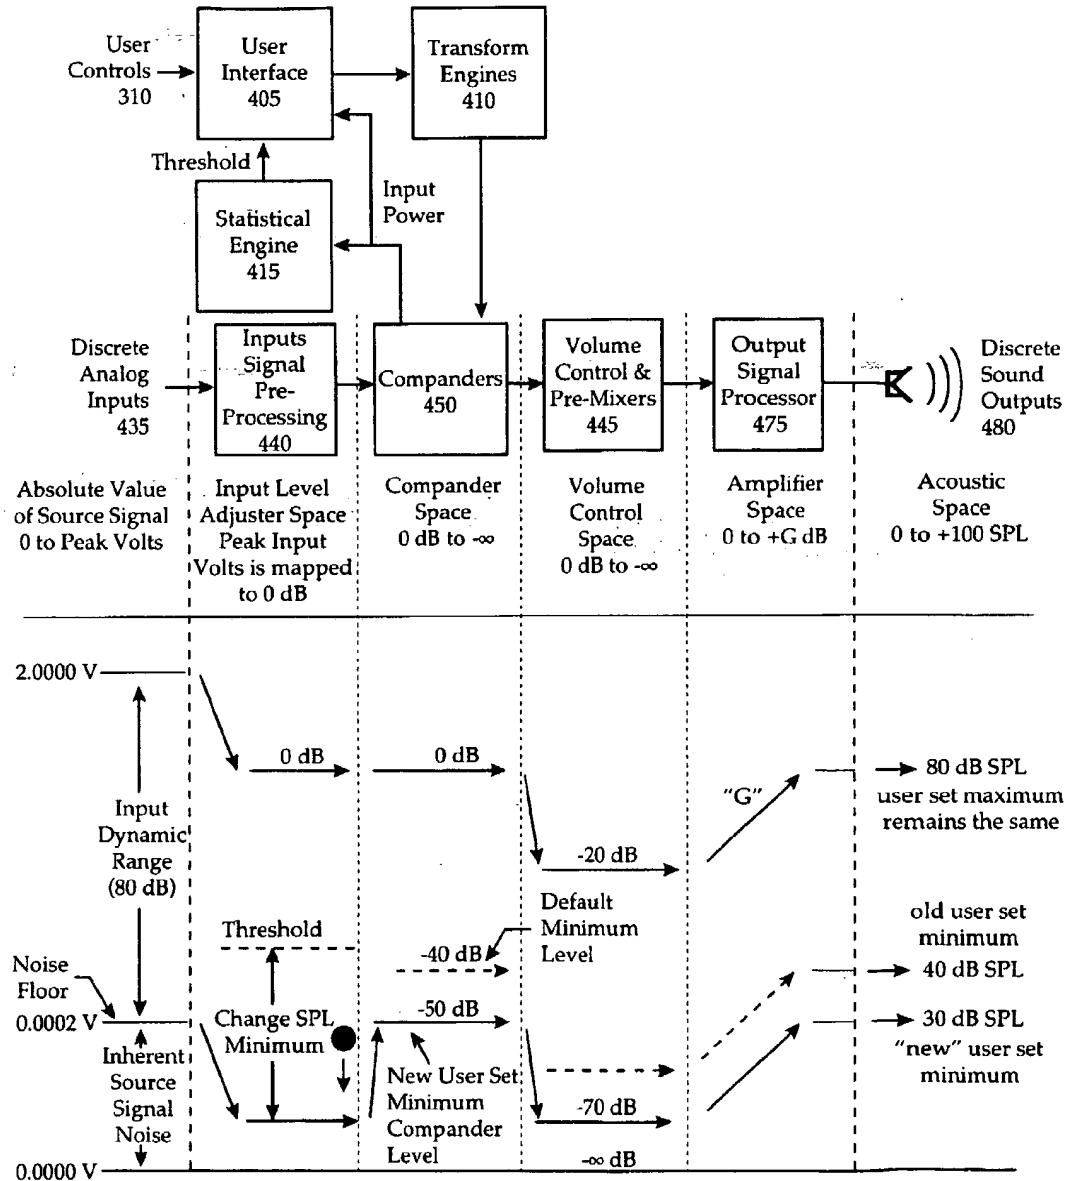 User
Controls
310
User
Interface
405
Transform
Engines
410
Threshold
Input
Power
Statistical
Engine
415
Discrete
Analog
Inputs
435
Inputs
Signal
Pre-
Processing
440
Companders
450
Volume
Control &
Pre-Mixers
445
Output
Signal
Processor
475
Discrete
Sound
Outputs
480
Absolute Value
of Source Signal
0 to Peak Volts
Input Level
Adjuster Space
Peak Input
Volts is mapped
to 0 dB
Compander
Space
0 dB to -∞
Volume
Control
Space
0 dB to -∞
Amplifier
Space
0 to +G dB
Acoustic
Space
0 to +100 SPL
2.0000 V
0 dB
0 dB
"G"
80 dB SPL
user set maximum
remains the same
Input
Dynamic
Range
(80 dB)
-20 dB
Threshold
Default
Minimum
Level
-40 dB
old user set
minimum
40 dB SPL
Noise
Floor
0.0002 V
Change SPL
Minimum
-50 dB
30 dB SPL
"new" user set
minimum
Inherent
Source
Signal
Noise
New User Set
Minimum
Compander
Level
-70 dB
-∞ dB
0.0000 V